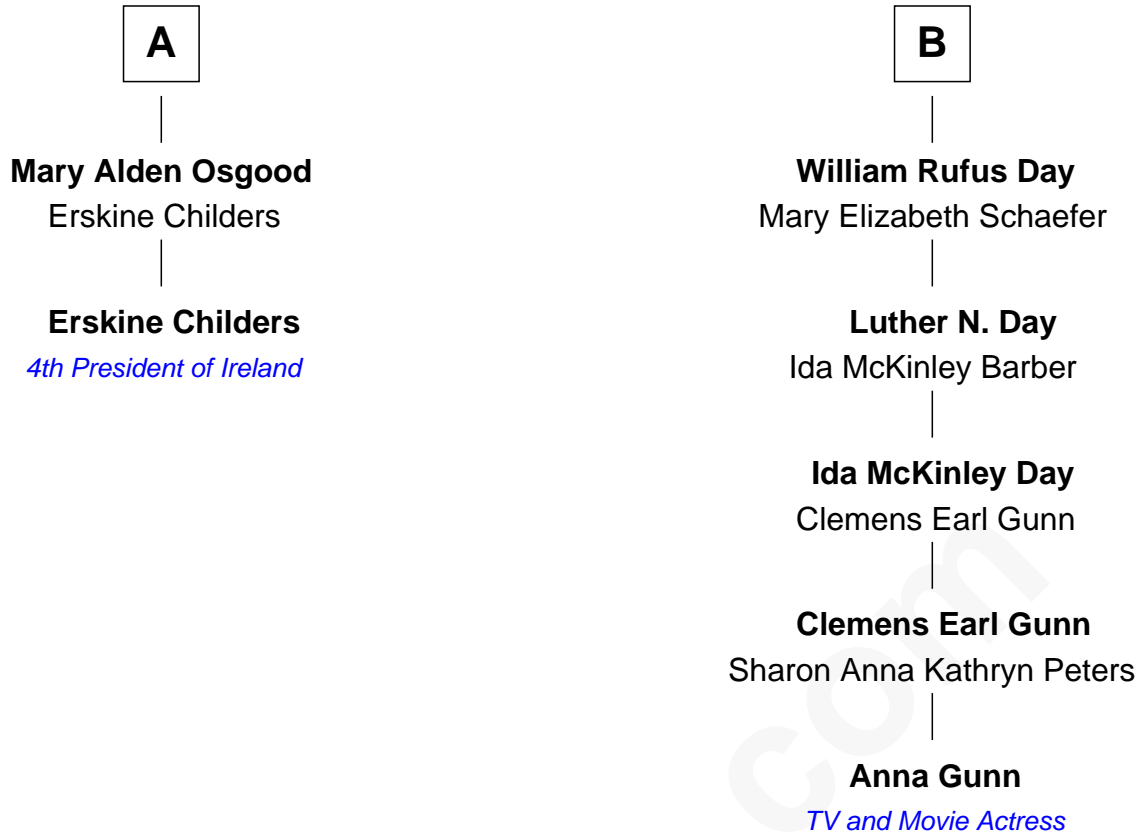 A
Mary Alden Osgood
Erskine Childers
Erskine Childers
4th President of Ireland
B
William Rufus Day
Mary Elizabeth Schaefer
Luther N. Day
Ida McKinley Barber
Ida McKinley Day
Clemens Earl Gunn
Clemens Earl Gunn
Sharon Anna Kathryn Peters
Anna Gunn
TV and Movie Actress
com